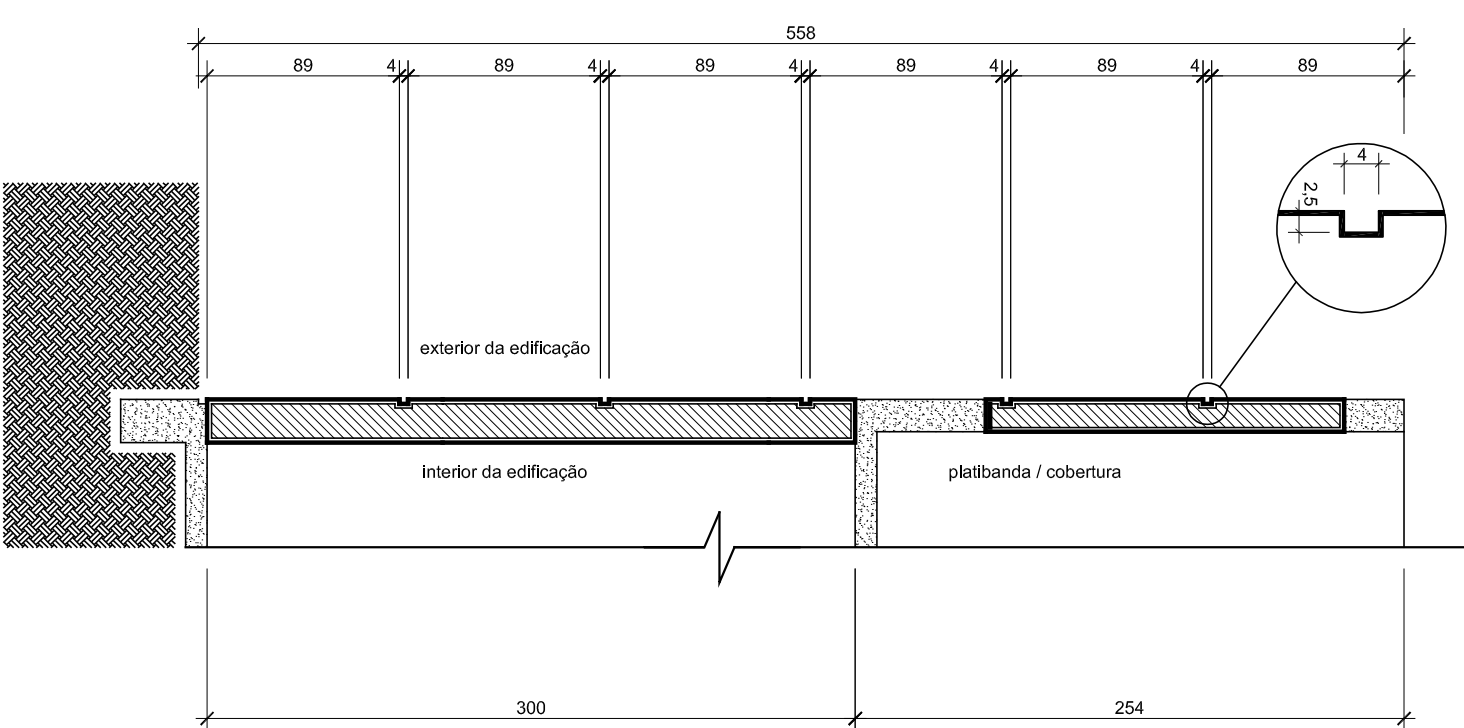 558
89 4 89 4 89 4 89 4 89 4 89
4
2,5
exterior da edificação
interior da edificação
platibanda / cobertura
300
254